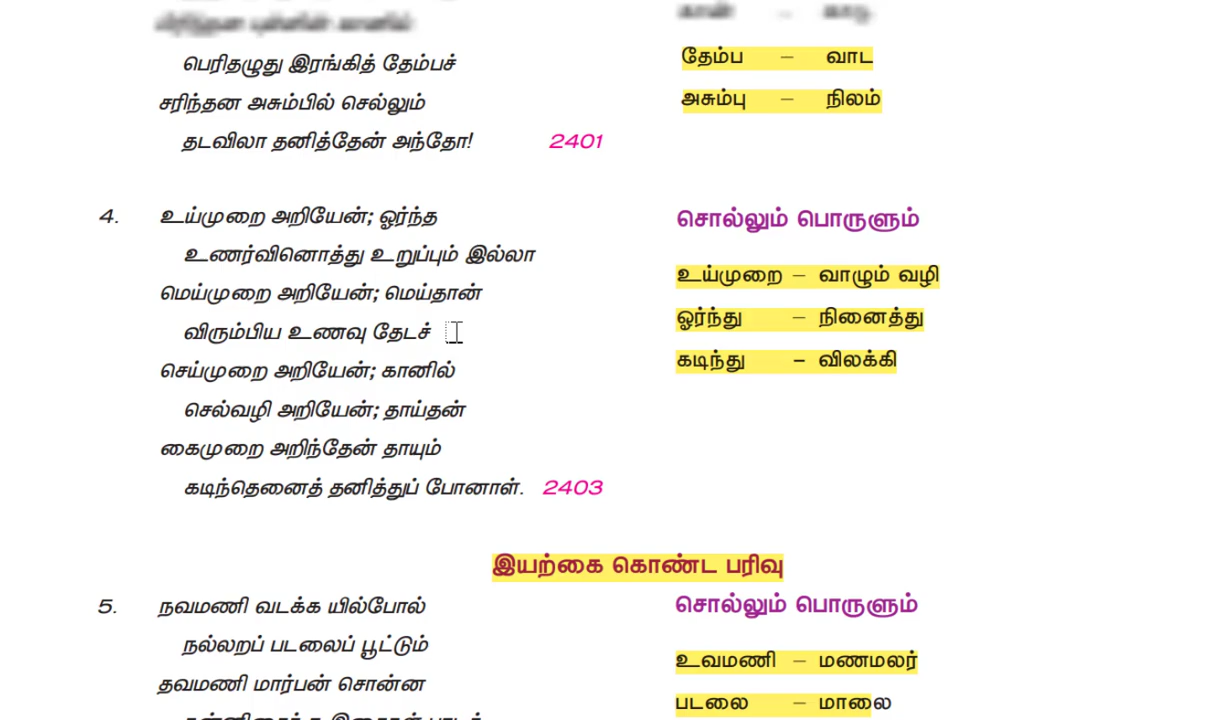 பெரிதழுது இரங்கித் தேம்பச்
சரிந்தன அசும்பில் செல்லும்
தடவிலா தனித்தேன் அந்தோ! 2401
தேம்ப – வாட
அசும்பு – நிலம்
4. உய்முறை அறியேன்; ஓர்ந்த
உணர்வினொத்து உறுப்பும் இல்லா
மெய்முறை அறியேன்; மெய்தான்
விரும்பிய உணவு தேடச்
செய்முறை அறியேன்; கானில்
செல்வழி அறியேன்; தாய்தன்
கைமுறை அறிந்தேன் தாயும்
கடிந்தெனைத் தனித்துப் போனாள். 2403
சொல்லும் பொருளும்
உய்முறை – வாழும் வழி
ஓர்ந்து – நினைத்து
கடிந்து – விலக்கி
இயற்கை கொண்ட பரிவு
5. நவமணி வடக்க யில்போல்
நல்லறப் படலைப் பூட்டும்
தவமணி மார்பன் சொன்ன
சொல்லும் பொருளும்
உவமணி – மணமலர்
படலை – மாலை